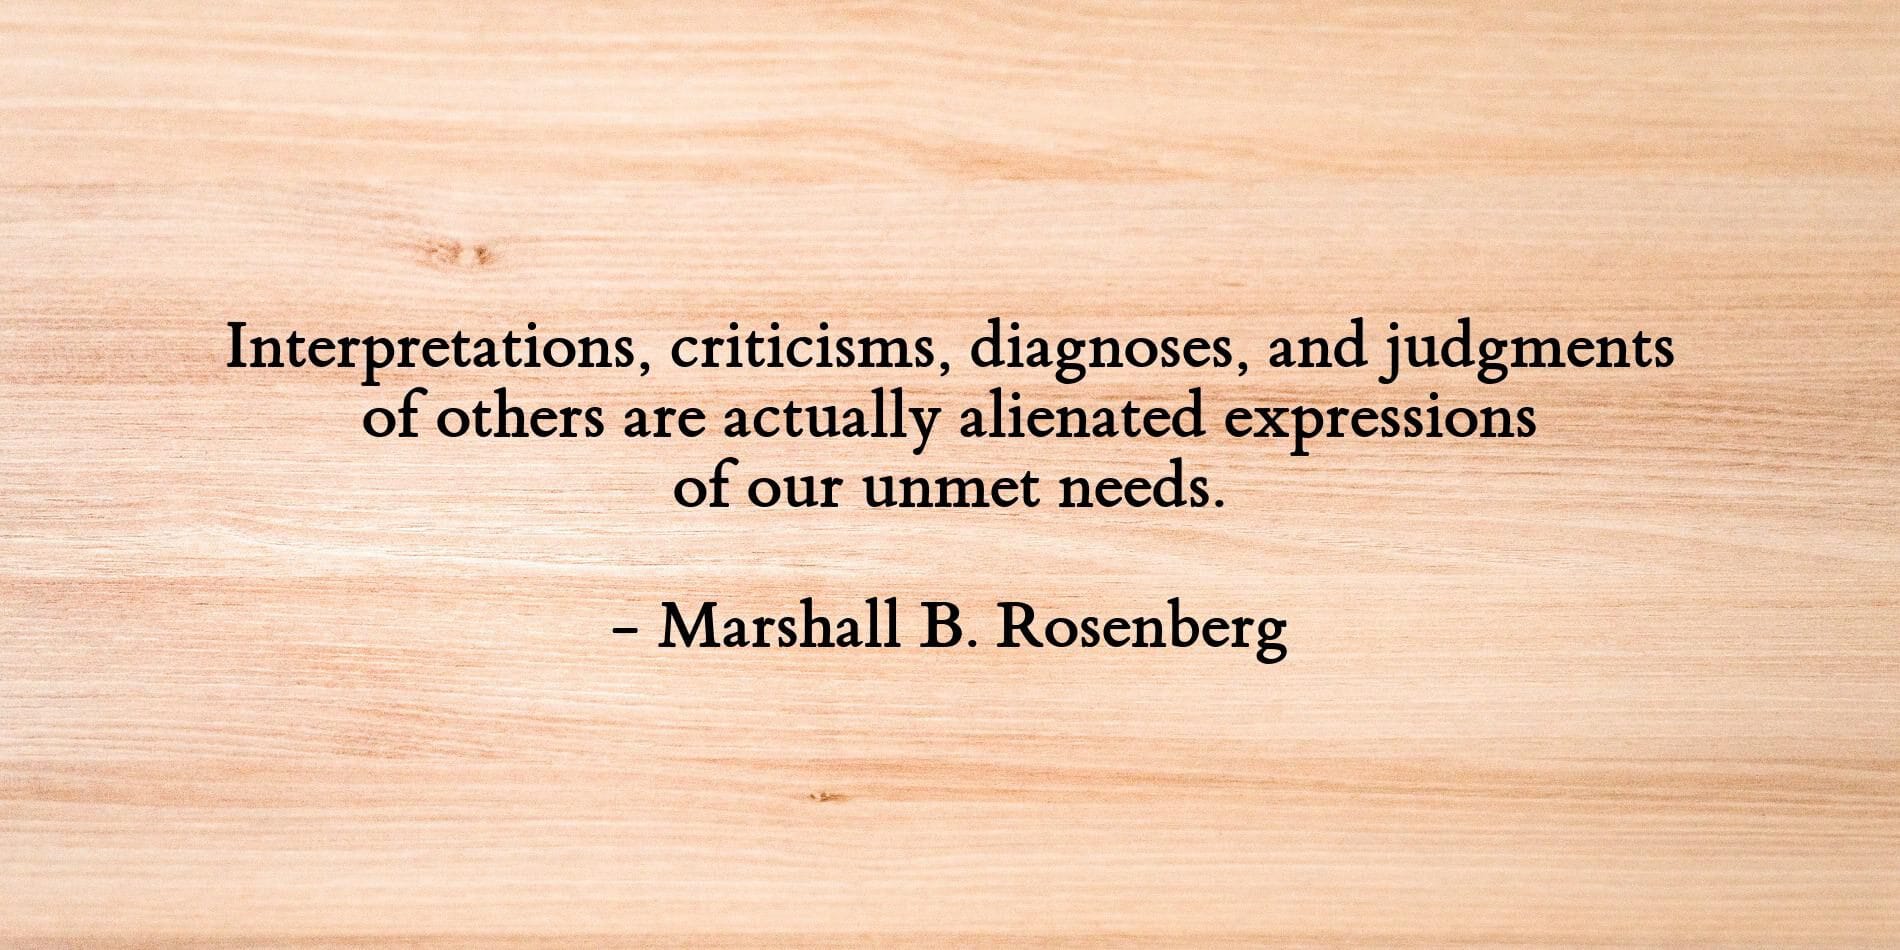 Interpretations, criticisms, diagnoses, and judgments
of others are actually alienated expressions
of our unmet needs.
- Marshall B. Rosenberg